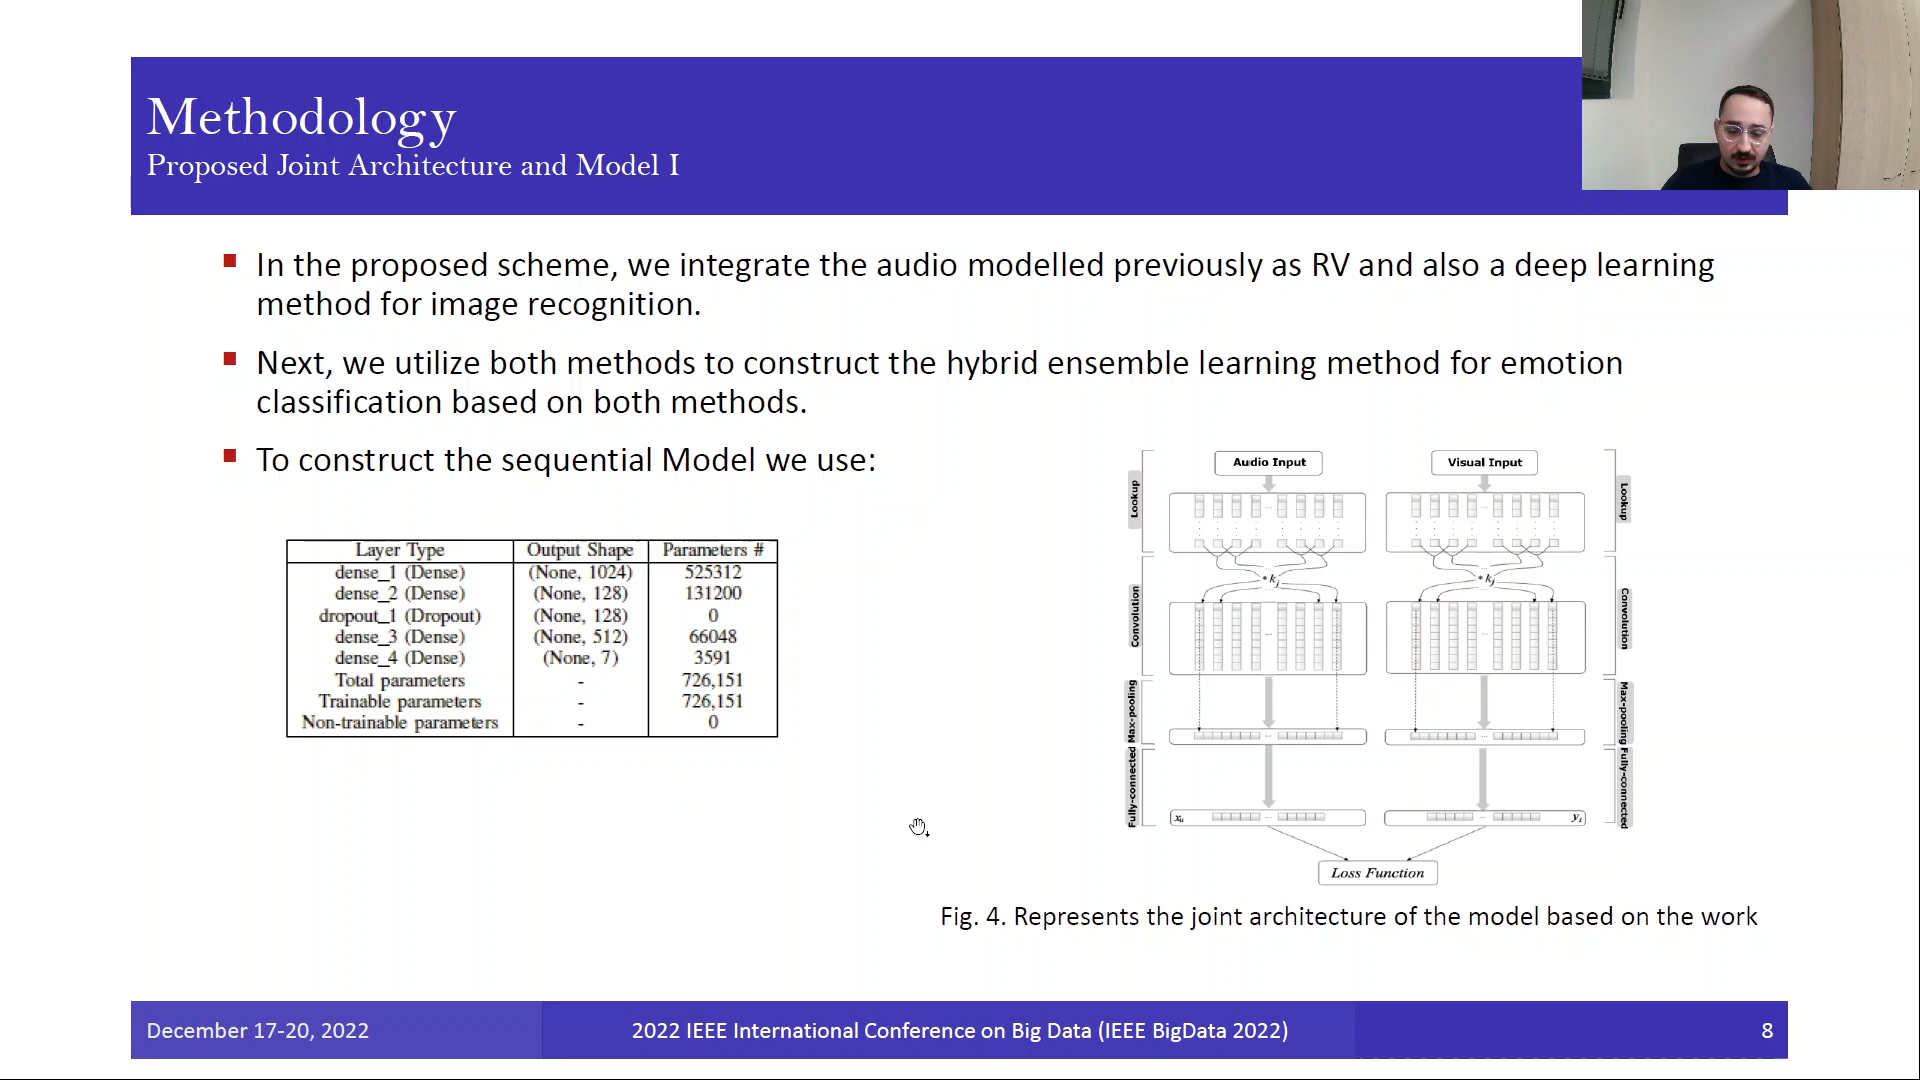 Methodology
Proposed Joint Architecture and Model I
In the proposed scheme, we integrate the audio modelled previously as RV and also a deep learning
method for image recognition.
Next, we utilize both methods to construct the hybrid ensemble learning method for emotion
classification based on both methods.
To construct the sequential Model we use:
Layer Type Output Shape Parameters #
dense_1 (Dense) (None, 1024) 525312
dense_2 (Dense) (None, 128) 131200
dropout_1 (Dropout) (None, 128) 0
dense_3 (Dense) (None, 512) 66048
dense_4 (Dense) (None, 7) 3591
Total parameters - 726,151
Trainable parameters - 726,151
Non-trainable parameters - 0
Audio Input Visual Input
Lookup Lookup
* kj * kj
Convolution Convolution
Max-pooling Max-pooling
Fully-connected Fully-connected
xu yi
Loss Function
Fig. 4. Represents the joint architecture of the model based on the work
December 17-20, 2022 2022 IEEE International Conference on Big Data (IEEE BigData 2022) 8